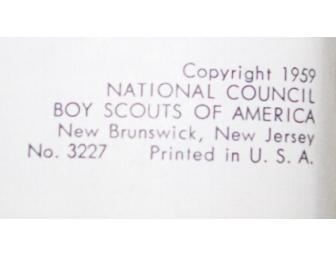 Copyright 1959
NATIONAL COUNCIL
BOY SCOUTS OF AMERICA
New Brunswick, New Jersey
No. 3227 Printed in U. S. A.